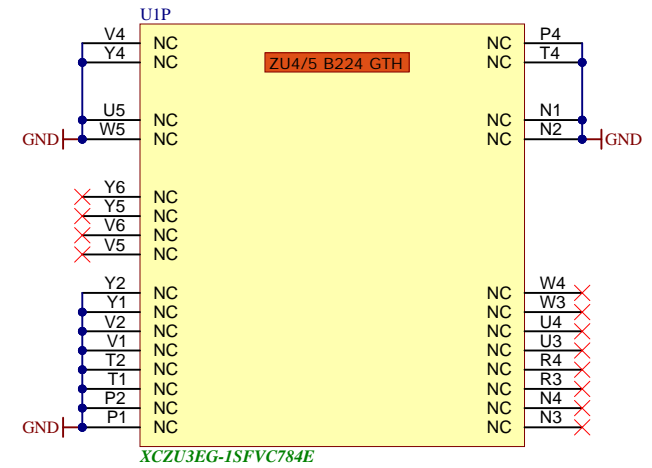 U1P
V4 NC NC P4
Y4 NC ZU4/5 B224 GTH NC T4
U5 NC NC N1
GND W5 NC NC N2 GND
Y6 NC
Y5 NC
V6 NC
V5 NC
Y2 NC NC W4
Y1 NC NC W3
V2 NC NC U4
V1 NC NC U3
T2 NC NC R4
T1 NC NC R3
P2 NC NC N4
GND P1 NC NC N3
XCZU3EG-1SFVC784E